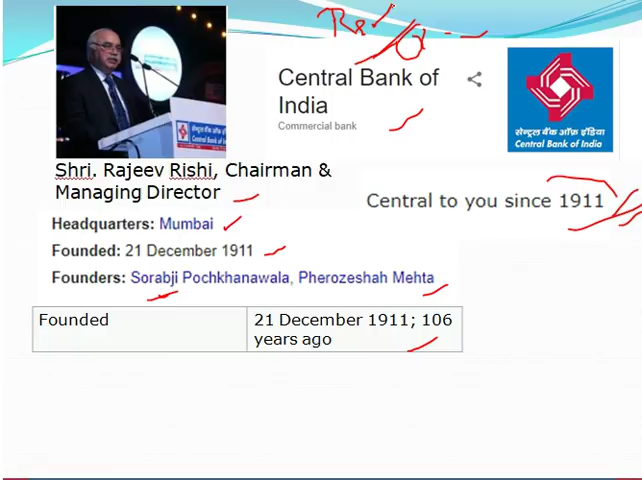 Central Bank of
India
Commercial bank
सेन्ट्रल बैंक ऑफ़ इंडिया
Central Bank of India
Shri. Rajeev Rishi, Chairman &
Managing Director
Central to you since 1911
Headquarters: Mumbai
Founded: 21 December 1911
Founders: Sorabji Pochkhanawala, Pherozeshah Mehta
Founded
21 December 1911; 106
years ago